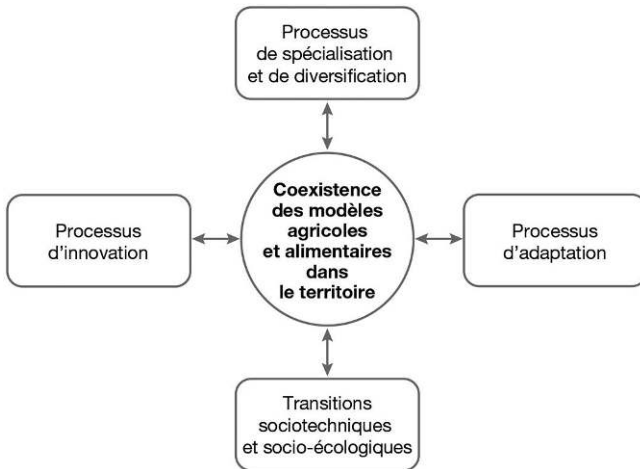 Processus
de spécialisation
et de diversification
Processus
d'innovation
Coexistence
des modèles
agricoles
et alimentaires
dans
le territoire
Processus
d'adaptation
Transitions
sociotechniques
et socio-écologiques